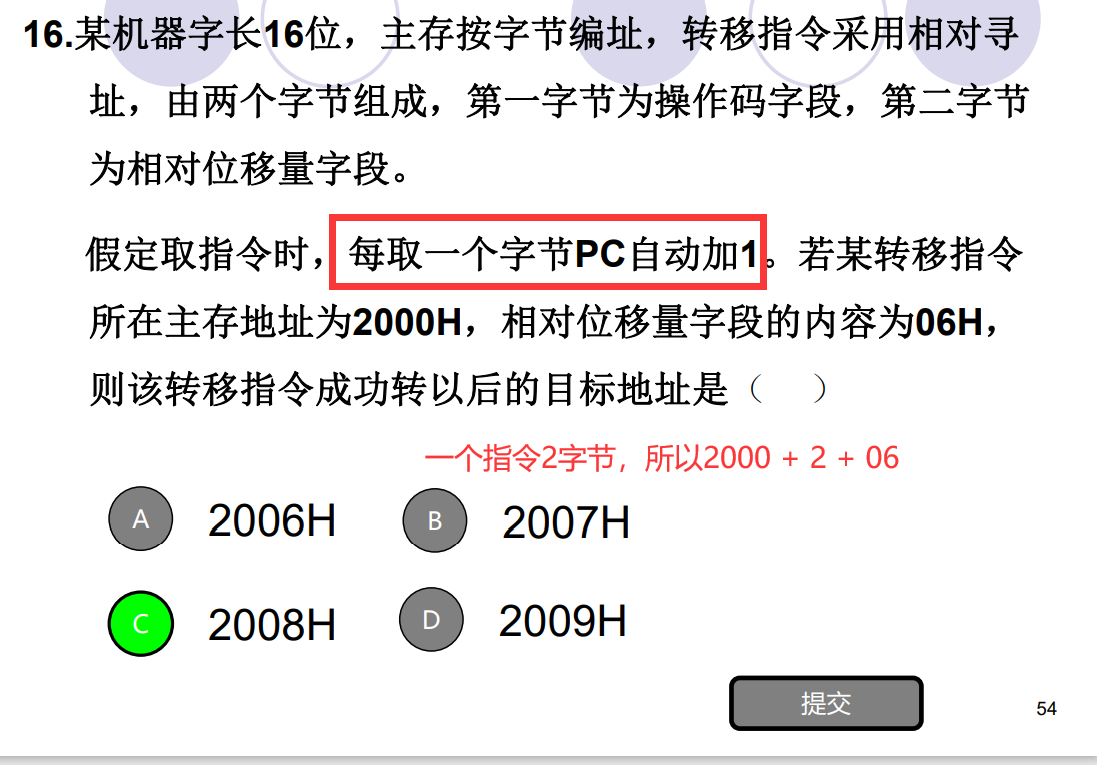 16.某机器字长16位，主存按字节编址，转移指令采用相对寻
址，由两个字节组成，第一字节为操作码字段，第二字节
为相对位移量字段。
假定取指令时，每取一个字节PC自动加1。若某转移指令
所在主存地址为2000H，相对位移量字段的内容为06H，
则该转移指令成功转以后的目标地址是（ ）
一个指令2字节，所以2000 + 2 + 06
A 2006H B 2007H
C 2008H D 2009H
提交
54